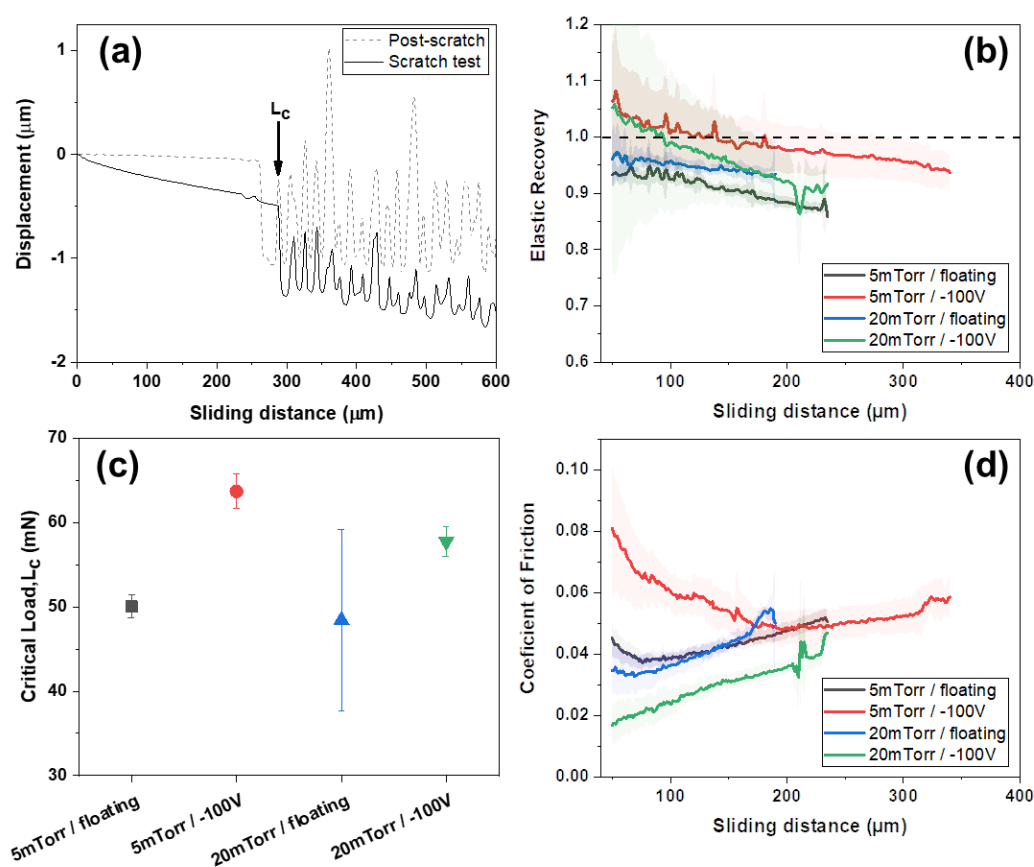 (a)
Post-scratch
Scratch test
L_C
1
0
-1
-2
Displacement (µm)
0 100 200 300 400 500 600
Sliding distance (µm)
(b)
1.2
1.1
1.0
0.9
0.8
0.7
0.6
Elastic Recovery
5mTorr / floating
5mTorr / -100V
20mTorr / floating
20mTorr / -100V
100 200 300 400
Sliding distance (µm)
(c)
70
60
50
40
30
Critical Load,L_C (mN)
5mTorr / floating
5mTorr / -100V
20mTorr / floating
20mTorr / -100V
(d)
0.10
0.08
0.06
0.04
0.02
0.00
Coeficient of Friction
5mTorr / floating
5mTorr / -100V
20mTorr / floating
20mTorr / -100V
100 200 300 400
Sliding distance (µm)